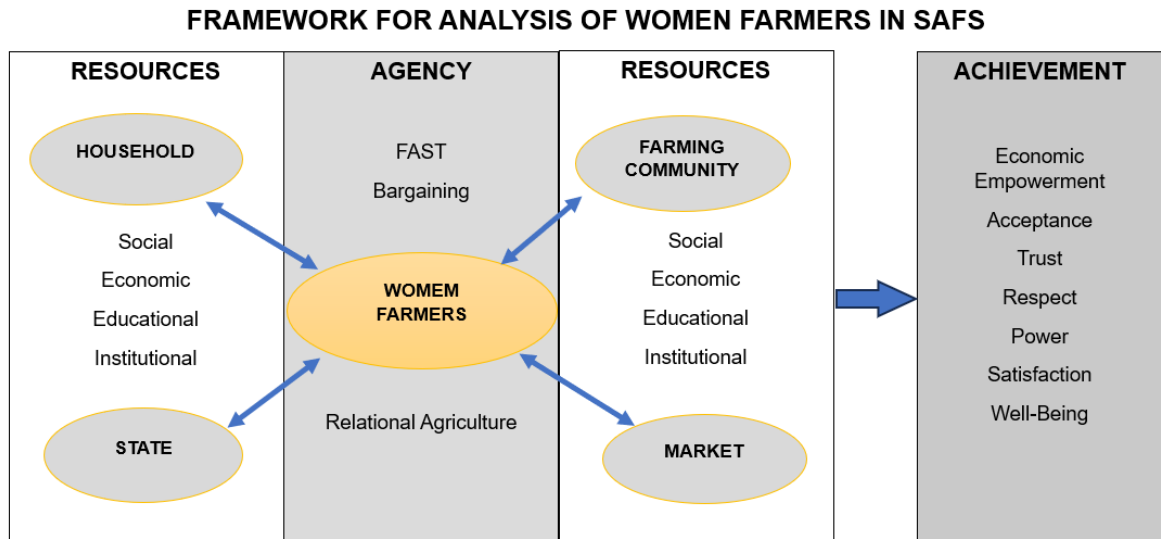 FRAMEWORK FOR ANALYSIS OF WOMEN FARMERS IN SAFS
RESOURCES
HOUSEHOLD
Social
Economic
Educational
Institutional
STATE
AGENCY
FAST
Bargaining
WOMEM
FARMERS
Relational Agriculture
RESOURCES
FARMING
COMMUNITY
Social
Economic
Educational
Institutional
MARKET
ACHIEVEMENT
Economic
Empowerment
Acceptance
Trust
Respect
Power
Satisfaction
Well-Being